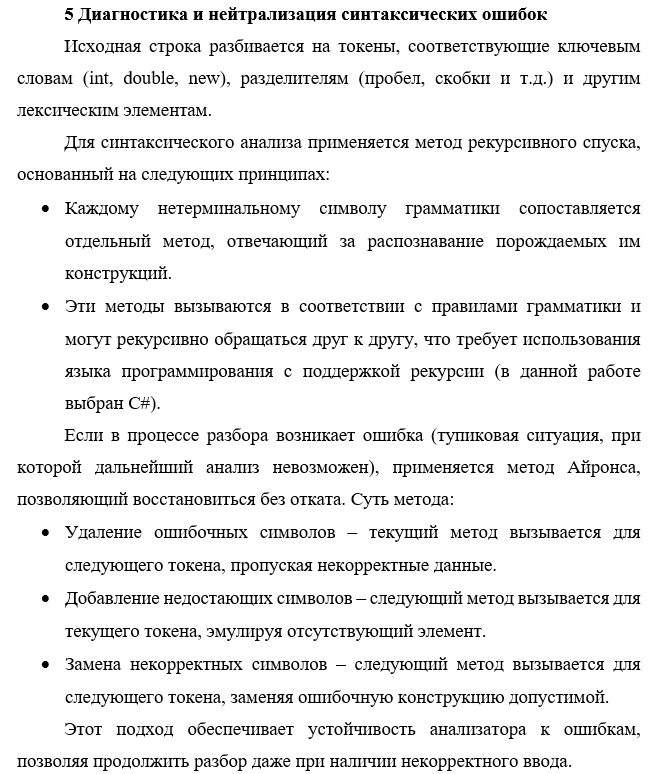 5 Диагностика и нейтрализация синтаксических ошибок
Исходная строка разбивается на токены, соответствующие ключевым
словам (int, double, new), разделителям (пробел, скобки и т.д.) и другим
лексическим элементам.
Для синтаксического анализа применяется метод рекурсивного спуска,
основанный на следующих принципах:
• Каждому нетерминальному символу грамматики сопоставляется
отдельный метод, отвечающий за распознавание порождаемых им
конструкций.
• Эти методы вызываются в соответствии с правилами грамматики и
могут рекурсивно обращаться друг к другу, что требует использования
языка программирования с поддержкой рекурсии (в данной работе
выбран C#).
Если в процессе разбора возникает ошибка (тупиковая ситуация, при
которой дальнейший анализ невозможен), применяется метод Айронса,
позволяющий восстановиться без отката. Суть метода:
• Удаление ошибочных символов – текущий метод вызывается для
следующего токена, пропуская некорректные данные.
• Добавление недостающих символов – следующий метод вызывается для
текущего токена, эмулируя отсутствующий элемент.
• Замена некорректных символов – следующий метод вызывается для
следующего токена, заменяя ошибочную конструкцию допустимой.
Этот подход обеспечивает устойчивость анализатора к ошибкам,
позволяя продолжить разбор даже при наличии некорректного ввода.